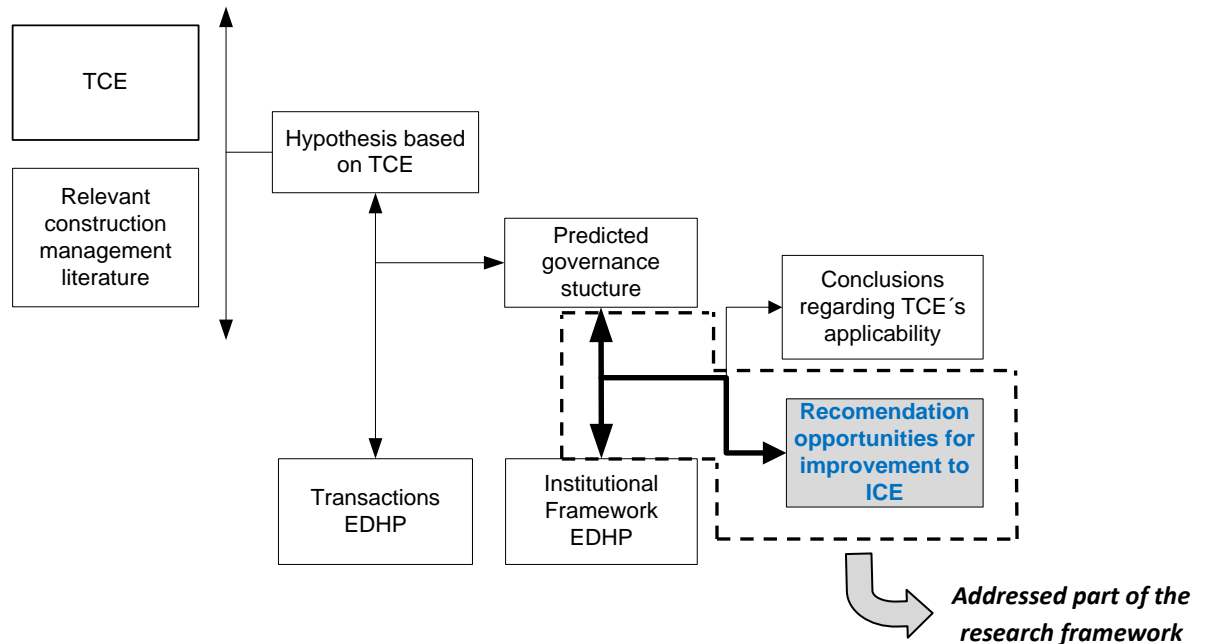 TCE
Relevant
construction
management
literature
Hypothesis based
on TCE
Transactions
EDHP
Predicted
governance
stucture
Institutional
Framework
EDHP
Conclusions
regarding TCE´s
applicability
Recomendation
opportunities for
improvement to
ICE
Addressed part of the
research framework